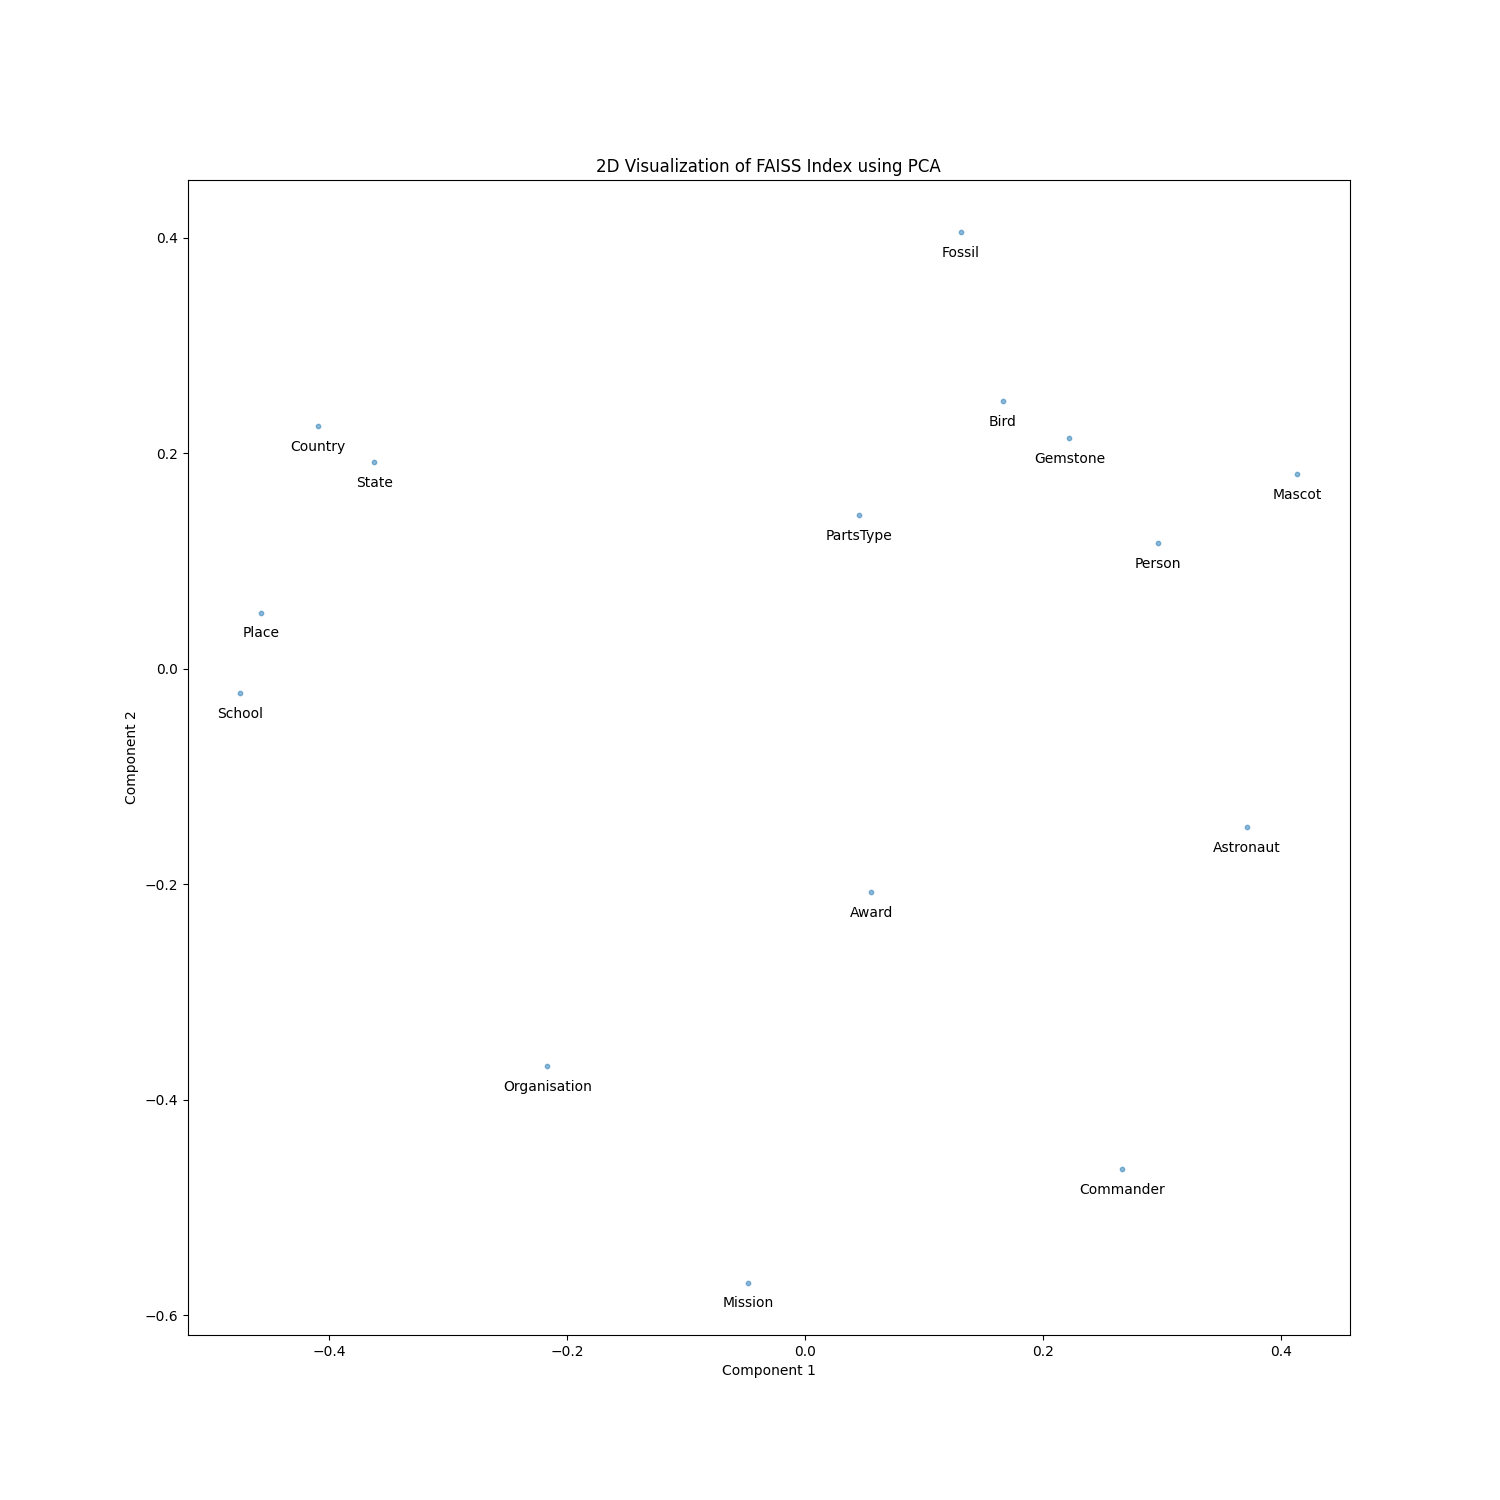 2D Visualization of FAISS Index using PCA
0.4
Fossil
Bird
Country
Gemstone
0.2
State
Mascot
PartsType
Person
Place
0.0
School
Component 2
Astronaut
−0.2
Award
Organisation
−0.4
Commander
Mission
−0.6
−0.4 −0.2 0.0 0.2 0.4
Component 1